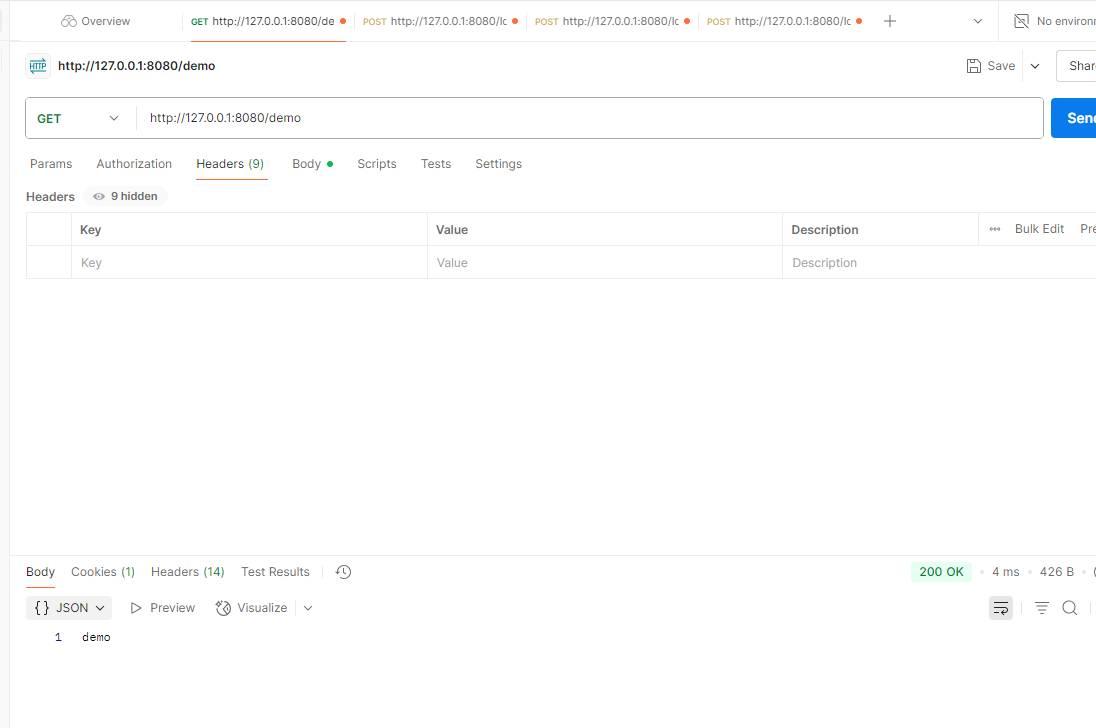 Overview GET http://127.0.0.1:8080/de POST http://127.0.0.1:8080/lc POST http://127.0.0.1:8080/lc POST http://127.0.0.1:8080/lc No environ
HTTP http://127.0.0.1:8080/demo Save Shar
GET http://127.0.0.1:8080/demo Send
Params Authorization Headers (9) Body Scripts Tests Settings
Headers 9 hidden
Key Value Description Bulk Edit Pre
Key Value Description
Body Cookies (1) Headers (14) Test Results 200 OK 4 ms 426 B
{} JSON Preview Visualize
1 demo